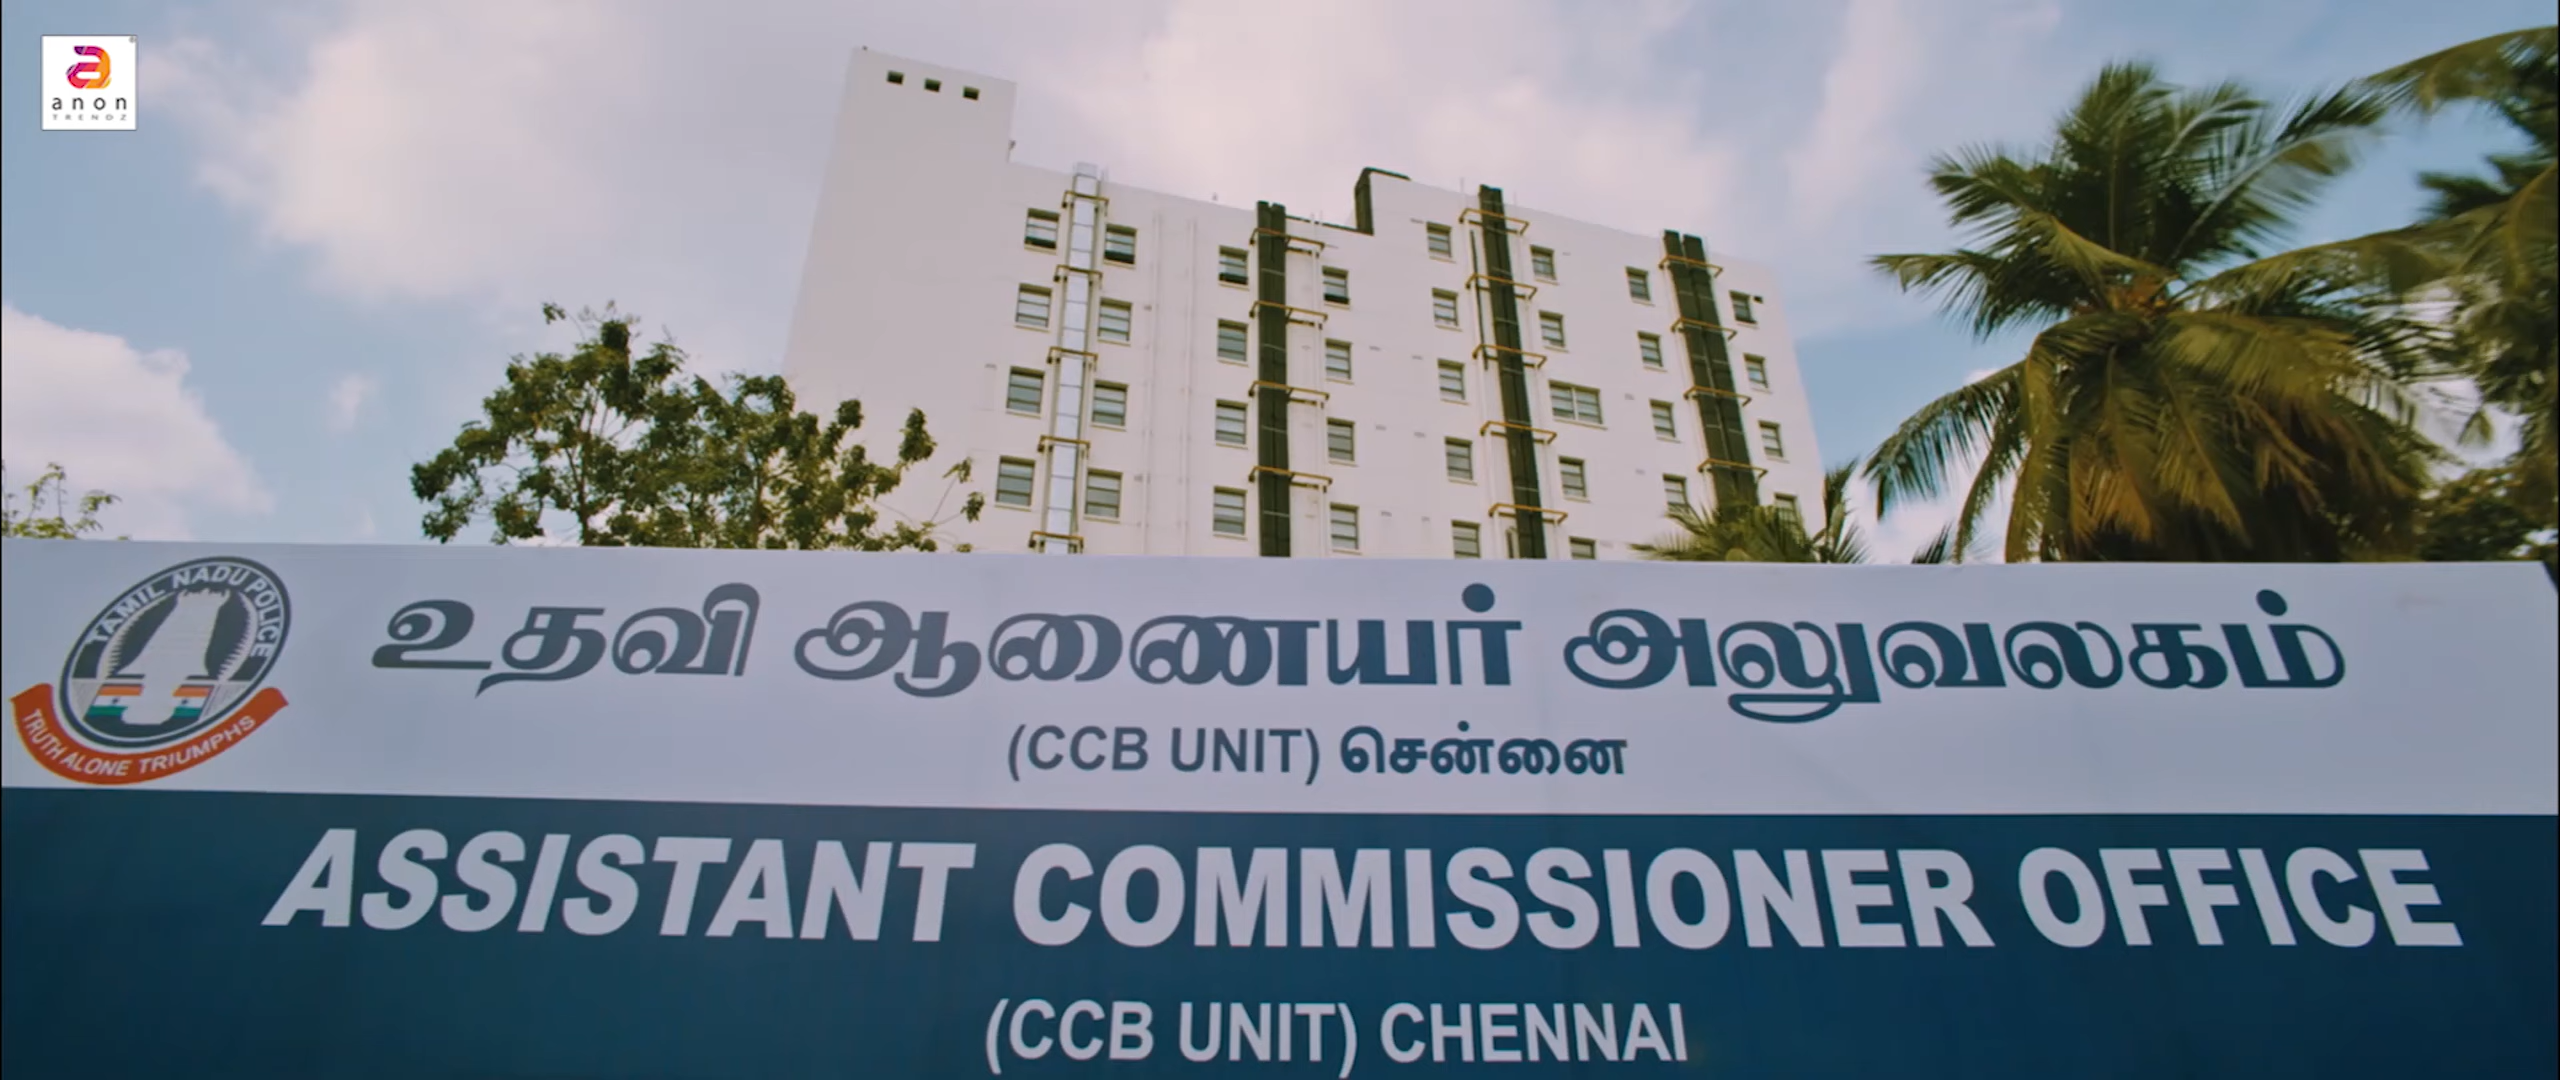 anon
TRENDZ
உதவி ஆணையர் அலுவலகம்
TAMIL NADU POLICE
TRUTH ALONE TRIUMPHS
(CCB UNIT) சென்னை
ASSISTANT COMMISSIONER OFFICE
(CCB UNIT) CHENNAI